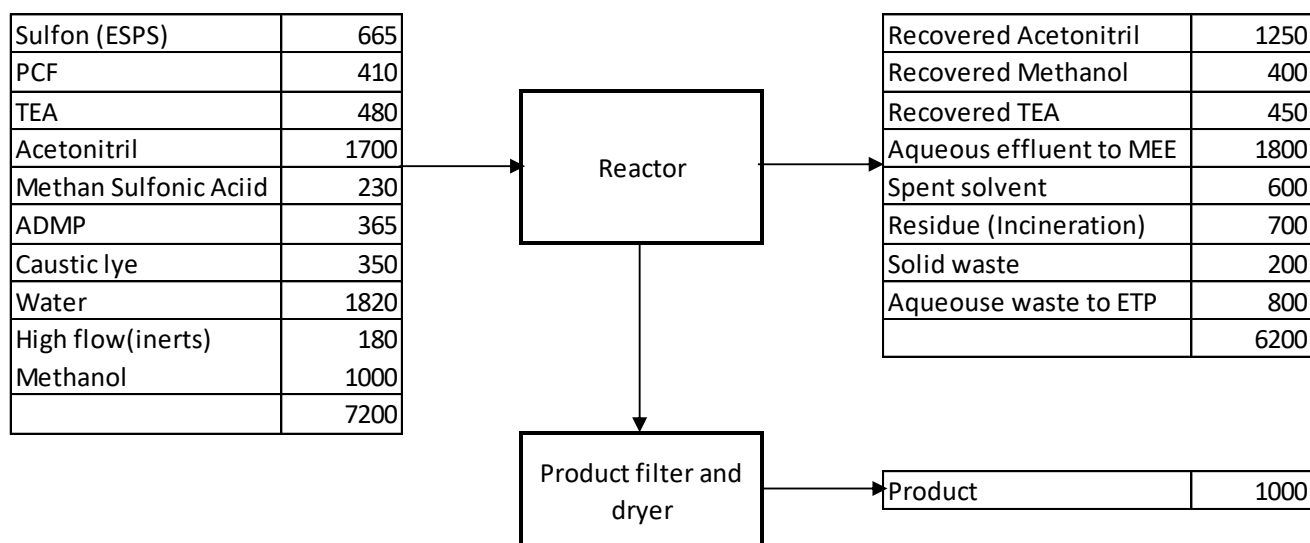 Sulfon (ESPS) 665
PCF 410
TEA 480
Acetonitril 1700
Methan Sulfonic Aciid 230
ADMP 365
Caustic lye 350
Water 1820
High flow(inerts) 180
Methanol 1000
7200
Reactor
Recovered Acetonitril 1250
Recovered Methanol 400
Recovered TEA 450
Aqueous effluent to MEE 1800
Spent solvent 600
Residue (Incineration) 700
Solid waste 200
Aqueouse waste to ETP 800
6200
Product filter and
dryer
Product 1000